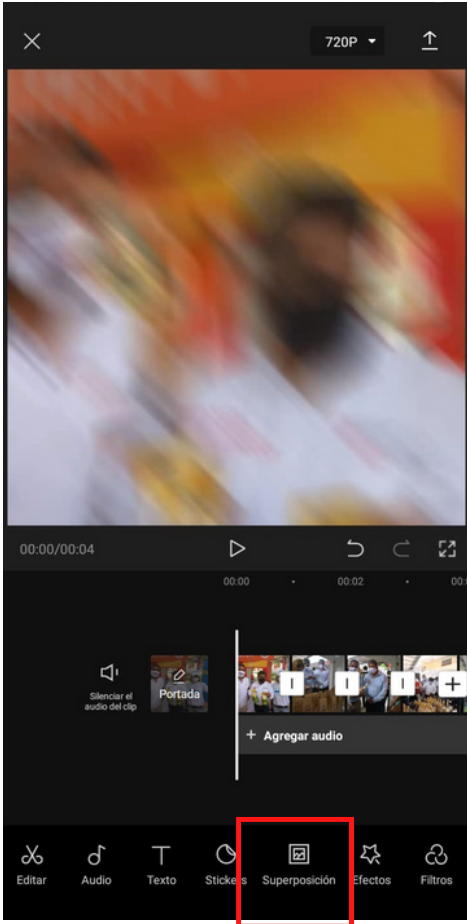 720P
00:00/00:04
00:00
00:02
00:
Silenciar el
audio del clip
Portada
+ Agregar audio
Editar
Audio
Texto
Stickers
Superposición
Efectos
Filtros